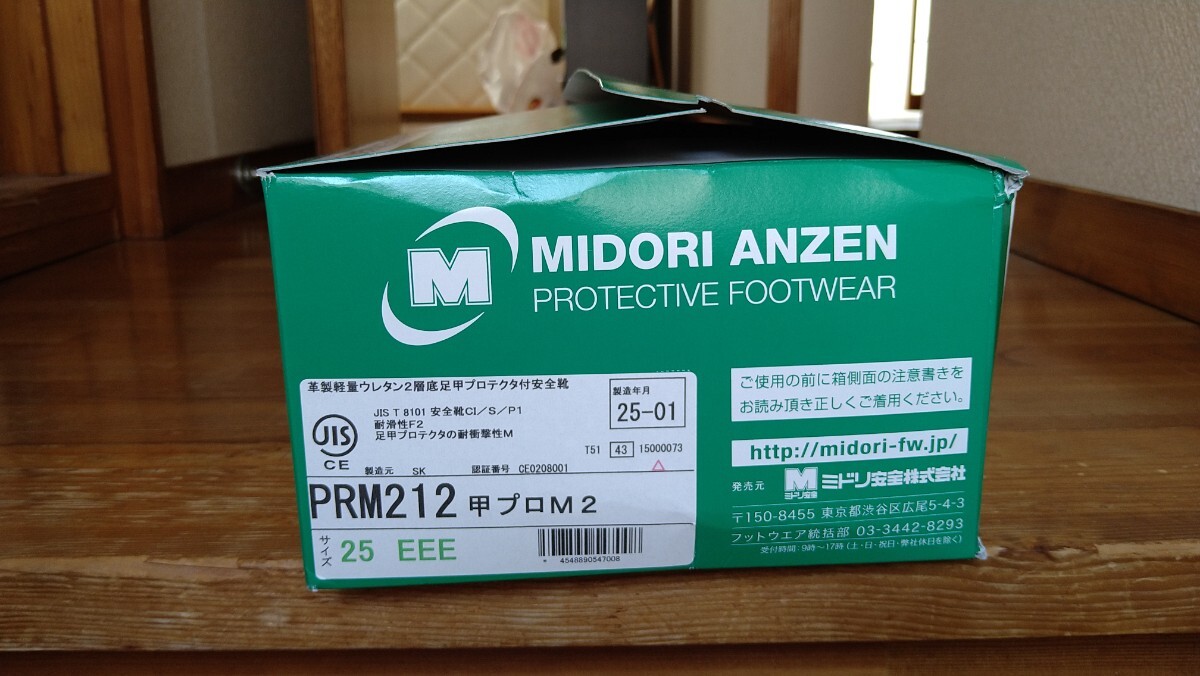 M
MIDORI ANZEN
PROTECTIVE FOOTWEAR
革製軽量ウレタン2層底足甲プロテクタ付安全靴
JIS
CE
JIS T 8101 安全靴CI/S/P1
耐滑性F2
足甲プロテクタの耐衝撃性M
製造年月
25-01
T51 43 15000073
製造元 SK 認証番号 CE0208001
PRM212 甲プロM2
サイズ 25 EEE
* 4548890547008
ご使用の前に箱側面の注意書きを
お読み頂き正しくご着用ください。
http://midori-fw.jp/
発売元 M ミドリ安全 ミドリ安全株式会社
〒150-8455 東京都渋谷区広尾5-4-3
フットウエア統括部 03-3442-8293
受付時間:9時~17時(土・日・祝日・弊社休日を除く)